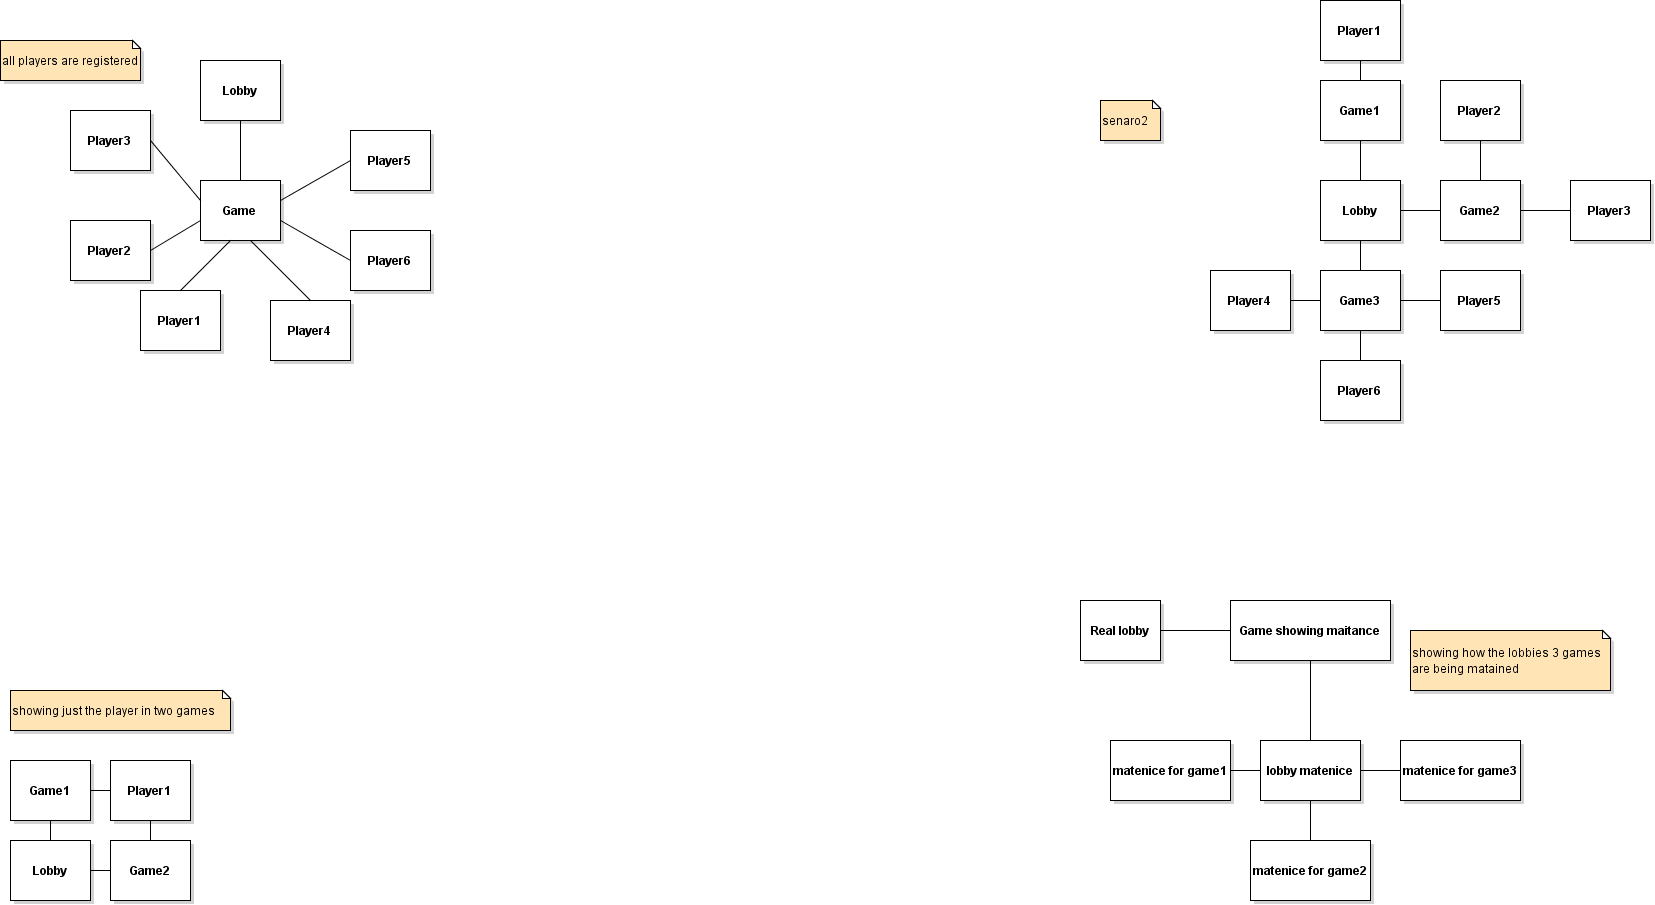 all players are registered
Lobby
Player3
Player5
Game
Player2
Player6
Player1
Player4
senaro2
Player1
Game1
Player2
Lobby
Game2
Player3
Player4
Game3
Player5
Player6
showing just the player in two games
Game1
Player1
Lobby
Game2
Real lobby
Game showing maitance
showing how the lobbies 3 games
are being matained
matenice for game1
lobby matenice
matenice for game3
matenice for game2